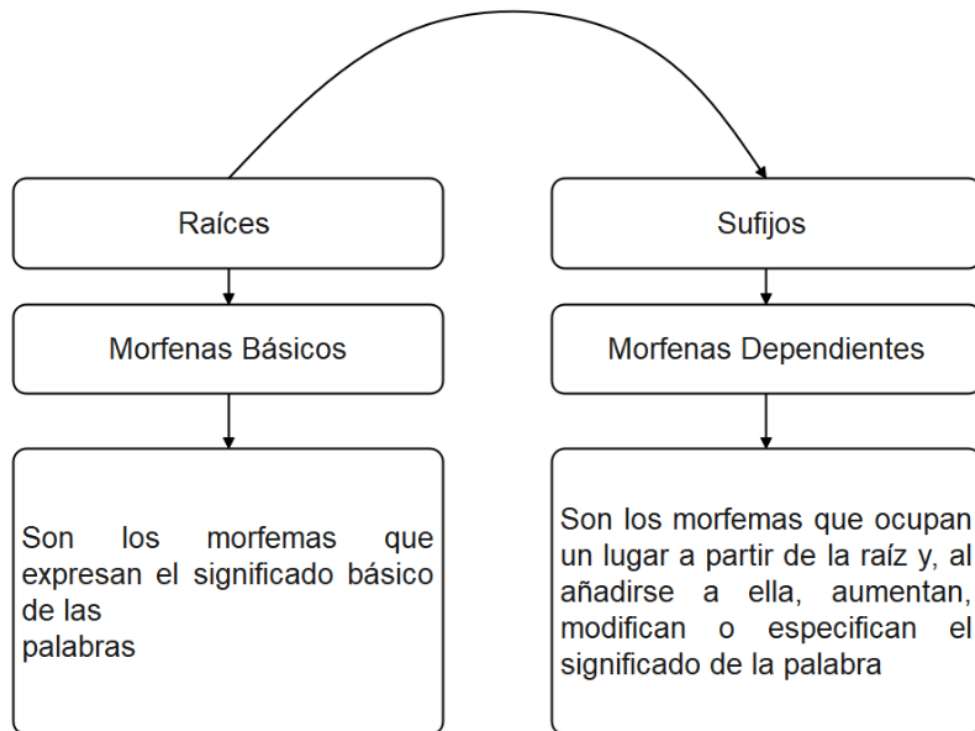 Raíces
Sufijos
Morfenas Básicos
Morfenas Dependientes
Son los morfemas que
expresan el significado básico
de las
palabras
Son los morfemas que ocupan
un lugar a partir de la raíz y, al
añadirse a ella, aumentan,
modifican o especifican el
significado de la palabra